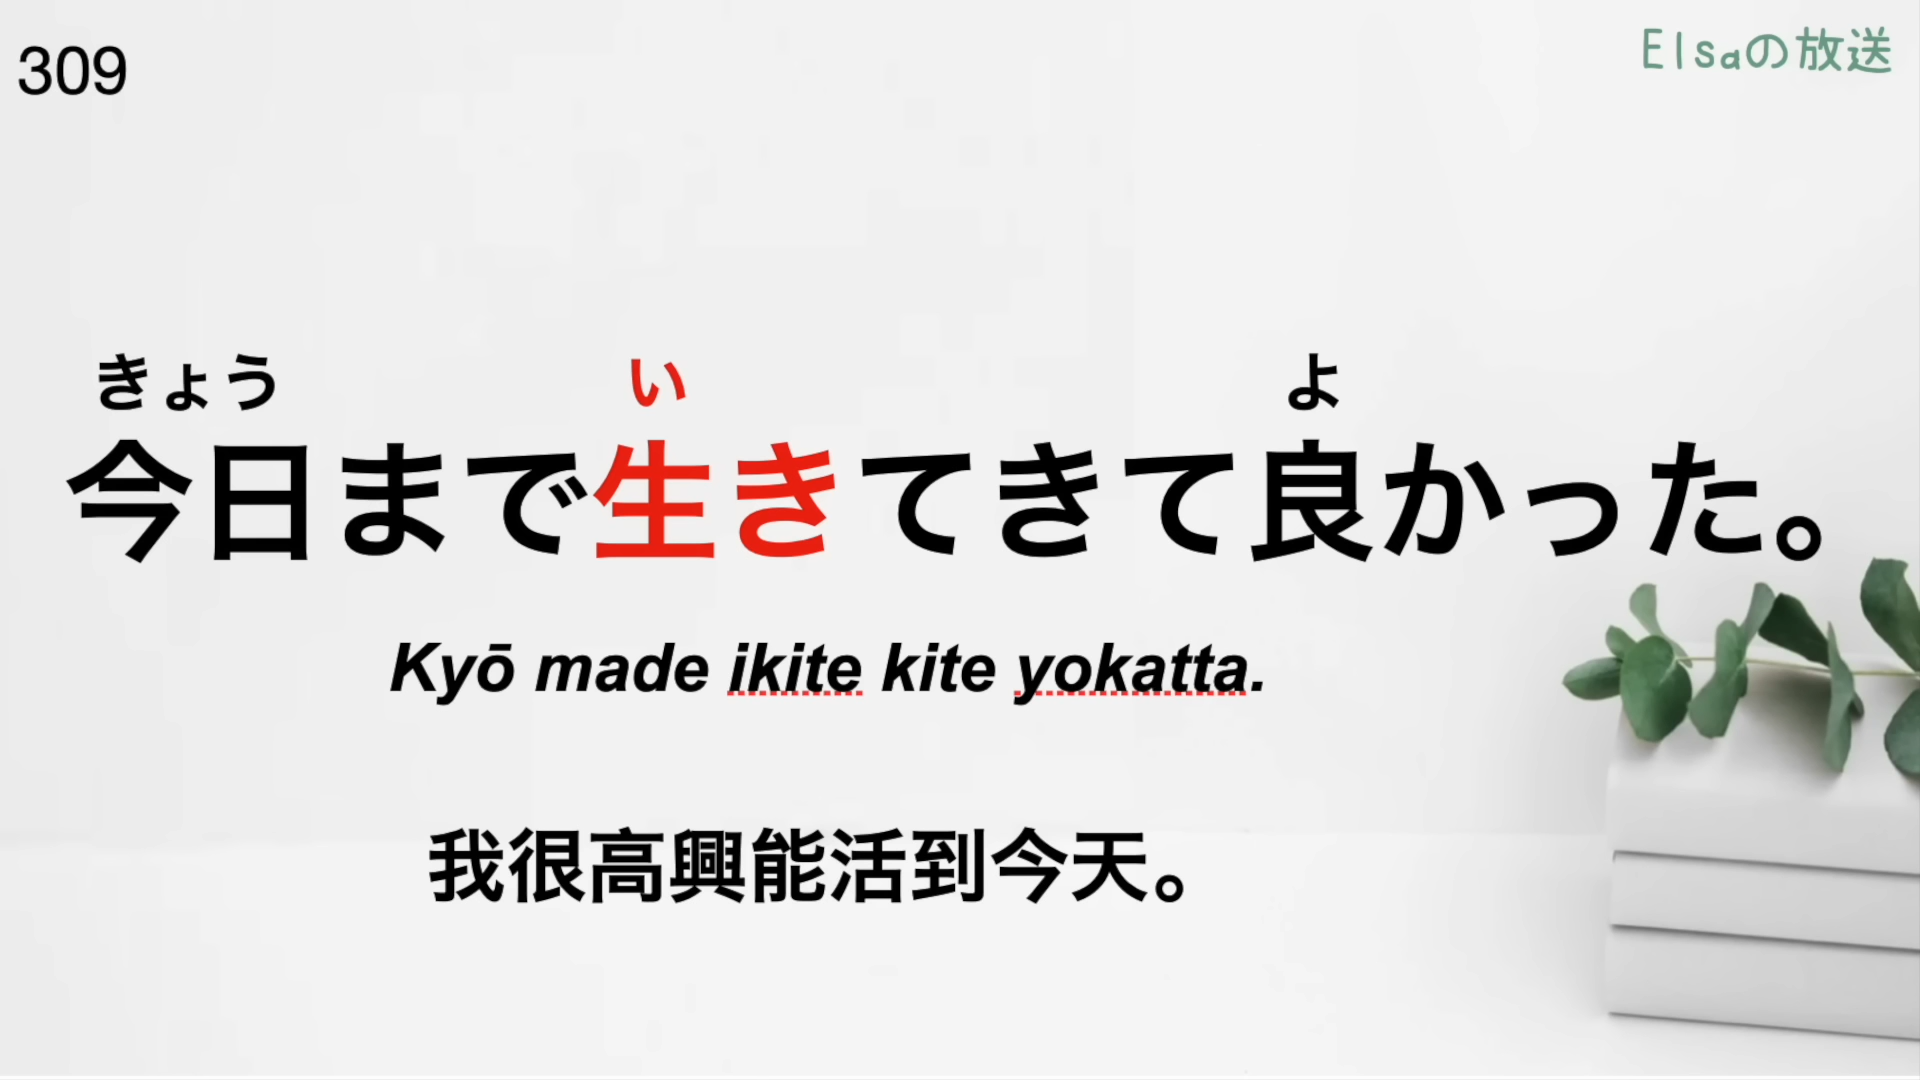 309
Elsaの放送
きょう い よ
今日まで生きてきて良かった。
Kyō made ikite kite yokatta.
我很高興能活到今天。